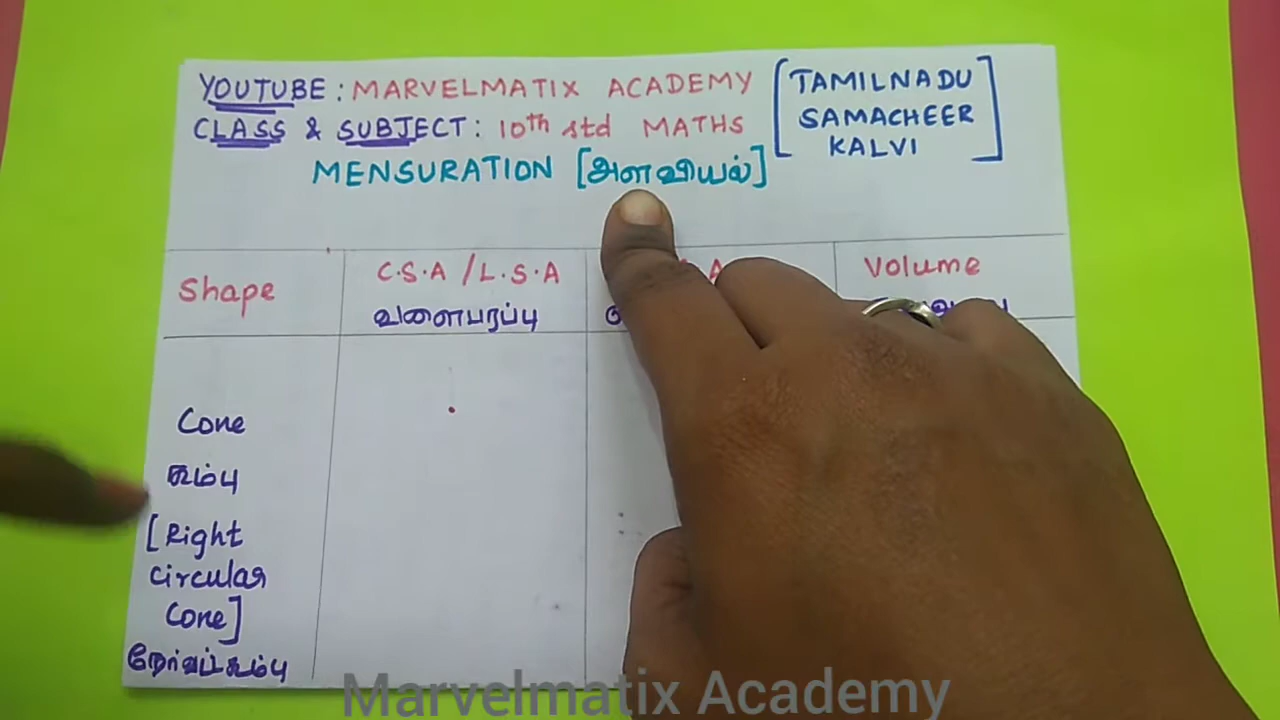 YOUTUBE : MARVELMATIX ACADEMY
CLASS & SUBJECT : 10th std MATHS
[TAMILNADU
SAMACHEER
KALVI]
MENSURATION [அளவியல்]
Shape
C.S.A / L.S.A
வளைபரப்பு
Volume
Cone
கூம்பு
[Right
circular
Cone]
நேர்வட்டகூம்பு
Marvelmatix Academy